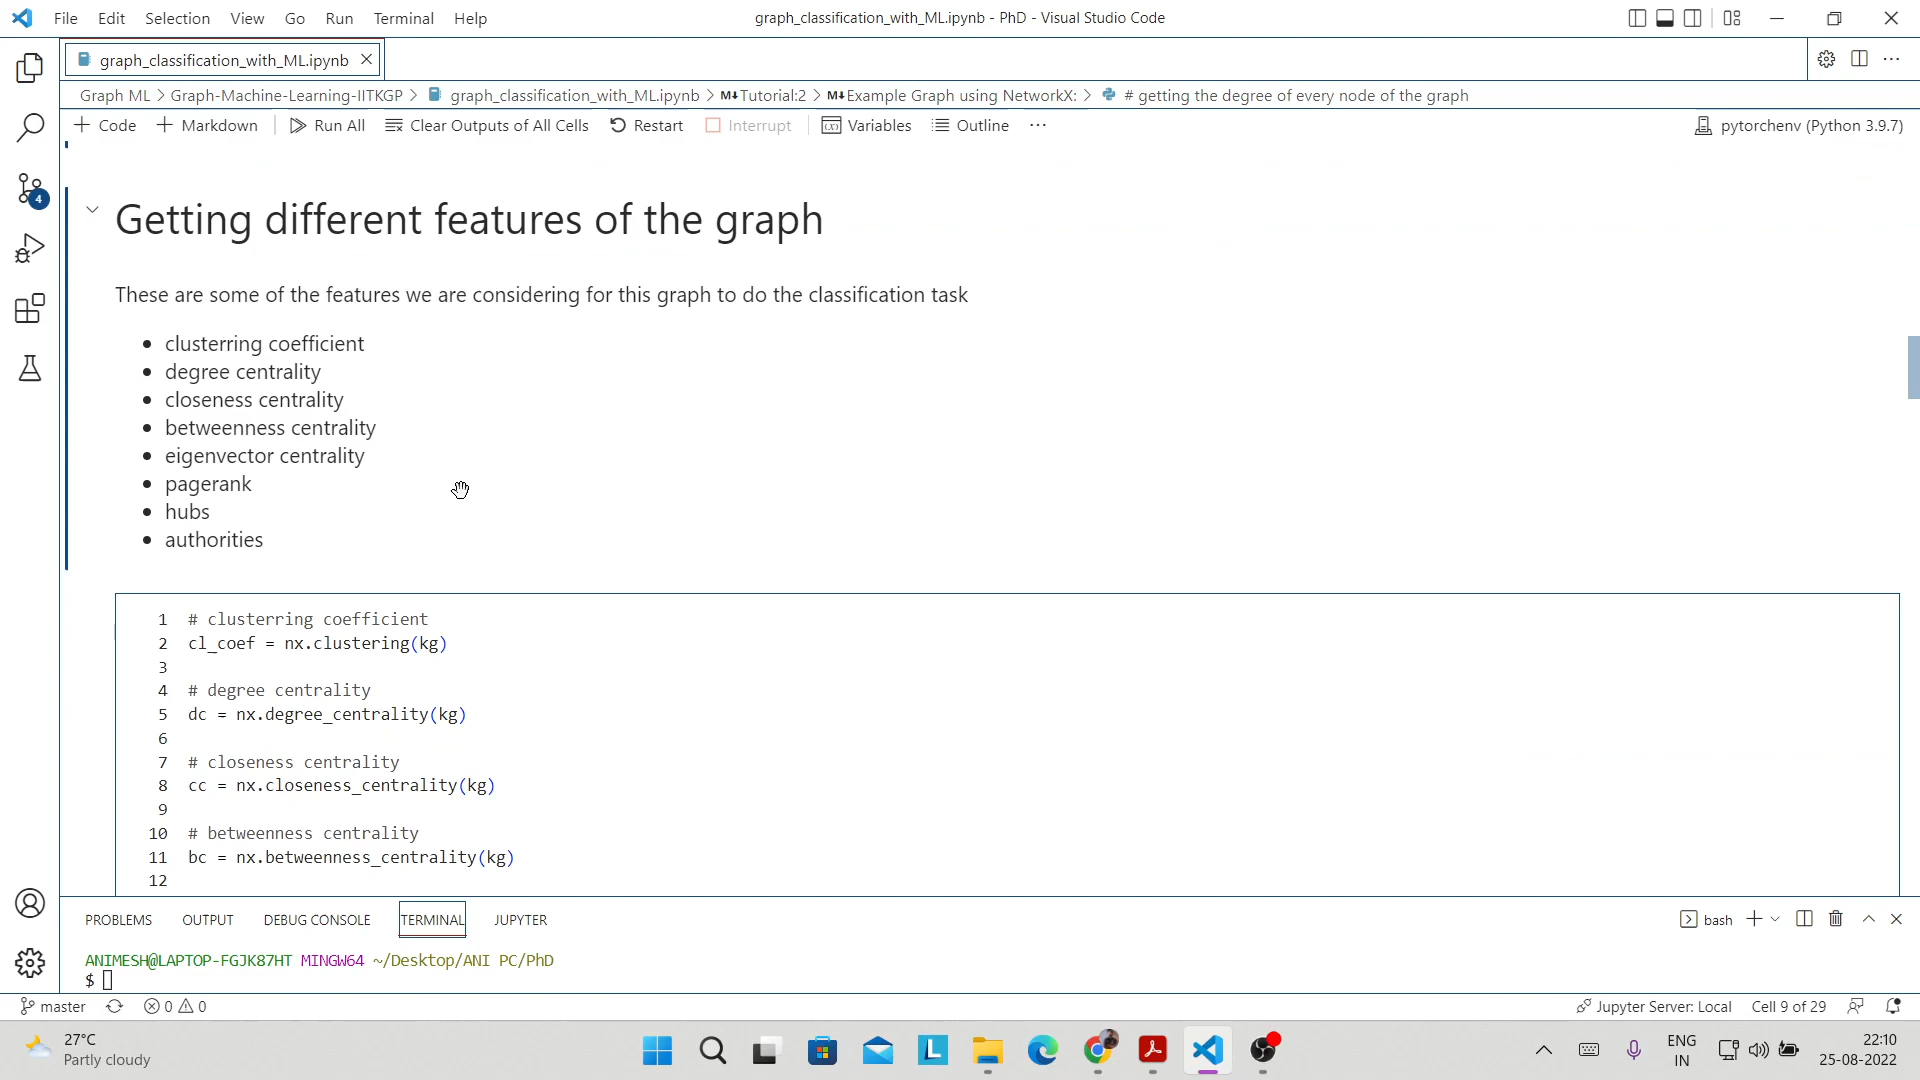 File Edit Selection View Go Run Terminal Help
graph_classification_with_ML.ipynb - PhD - Visual Studio Code
graph_classification_with_ML.ipynb
Graph ML > Graph-Machine-Learning-IITKGP > graph_classification_with_ML.ipynb > M↓Tutorial:2 > M↓Example Graph using NetworkX: > # getting the degree of every node of the graph
+ Code + Markdown Run All Clear Outputs of All Cells Restart Interrupt Variables Outline ... pytorchenv (Python 3.9.7)
4
Getting different features of the graph
These are some of the features we are considering for this graph to do the classification task
• clusterring coefficient
• degree centrality
• closeness centrality
• betweenness centrality
• eigenvector centrality
• pagerank
• hubs
• authorities
1 # clusterring coefficient
2 cl_coef = nx.clustering(kg)
3
4 # degree centrality
5 dc = nx.degree_centrality(kg)
6
7 # closeness centrality
8 cc = nx.closeness_centrality(kg)
9
10 # betweenness centrality
11 bc = nx.betweenness_centrality(kg)
12
PROBLEMS OUTPUT DEBUG CONSOLE TERMINAL JUPYTER
bash
ANIMESH@LAPTOP-FGJK87HT MINGW64 ~/Desktop/ANI PC/PhD
$
master 0 0
Jupyter Server: Local Cell 9 of 29
27°C
Partly cloudy
ENG
IN
22:10
25-08-2022